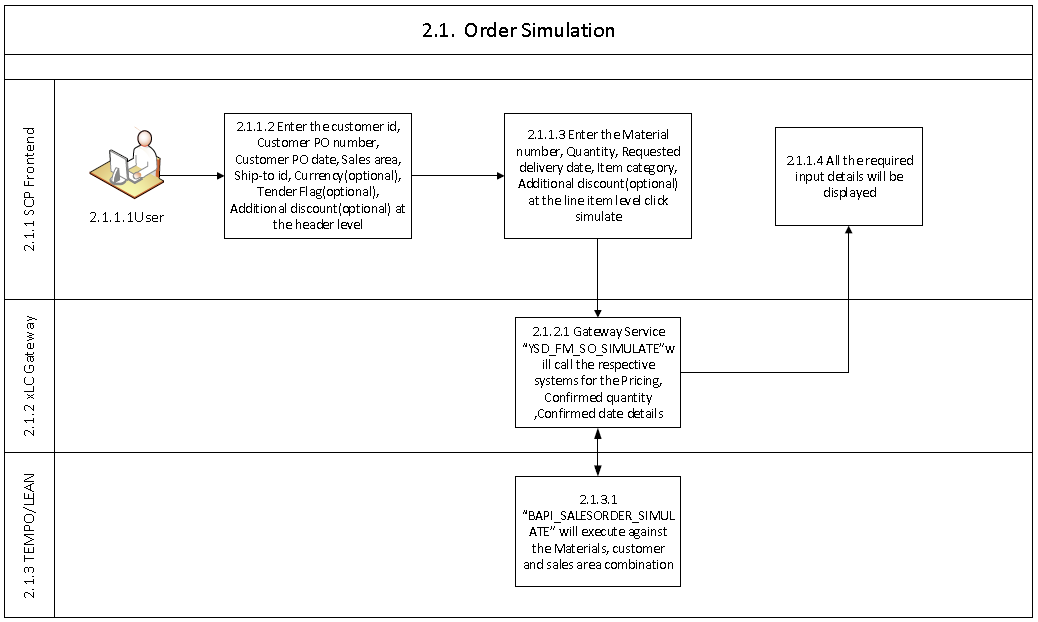 2.1. Order Simulation
2.1.1 SCP Frontend
2.1.1.1User
2.1.1.2 Enter the customer id,
Customer PO number,
Customer PO date, Sales area,
Ship-to id, Currency(optional),
Tender Flag(optional),
Additional discount(optional) at
the header level
2.1.1.3 Enter the Material
number, Quantity, Requested
delivery date, Item category,
Additional discount(optional)
at the line item level click
simulate
2.1.1.4 All the required
input details will be
displayed
2.1.2 xLC Gateway
2.1.2.1 Gateway Service
“YSD_FM_SO_SIMULATE”w
ill call the respective
systems for the Pricing,
Confirmed quantity
,Confirmed date details
2.1.3 TEMPO/LEAN
2.1.3.1
“BAPI_SALESORDER_SIMUL
ATE” will execute against
the Materials, customer
and sales area combination